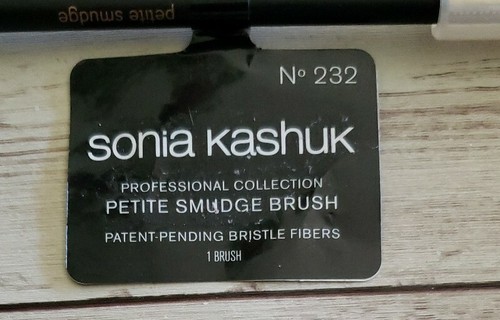 petite smudge
Nº 232
sonia kashuk
PROFESSIONAL COLLECTION
PETITE SMUDGE BRUSH
PATENT-PENDING BRISTLE FIBERS
1 BRUSH